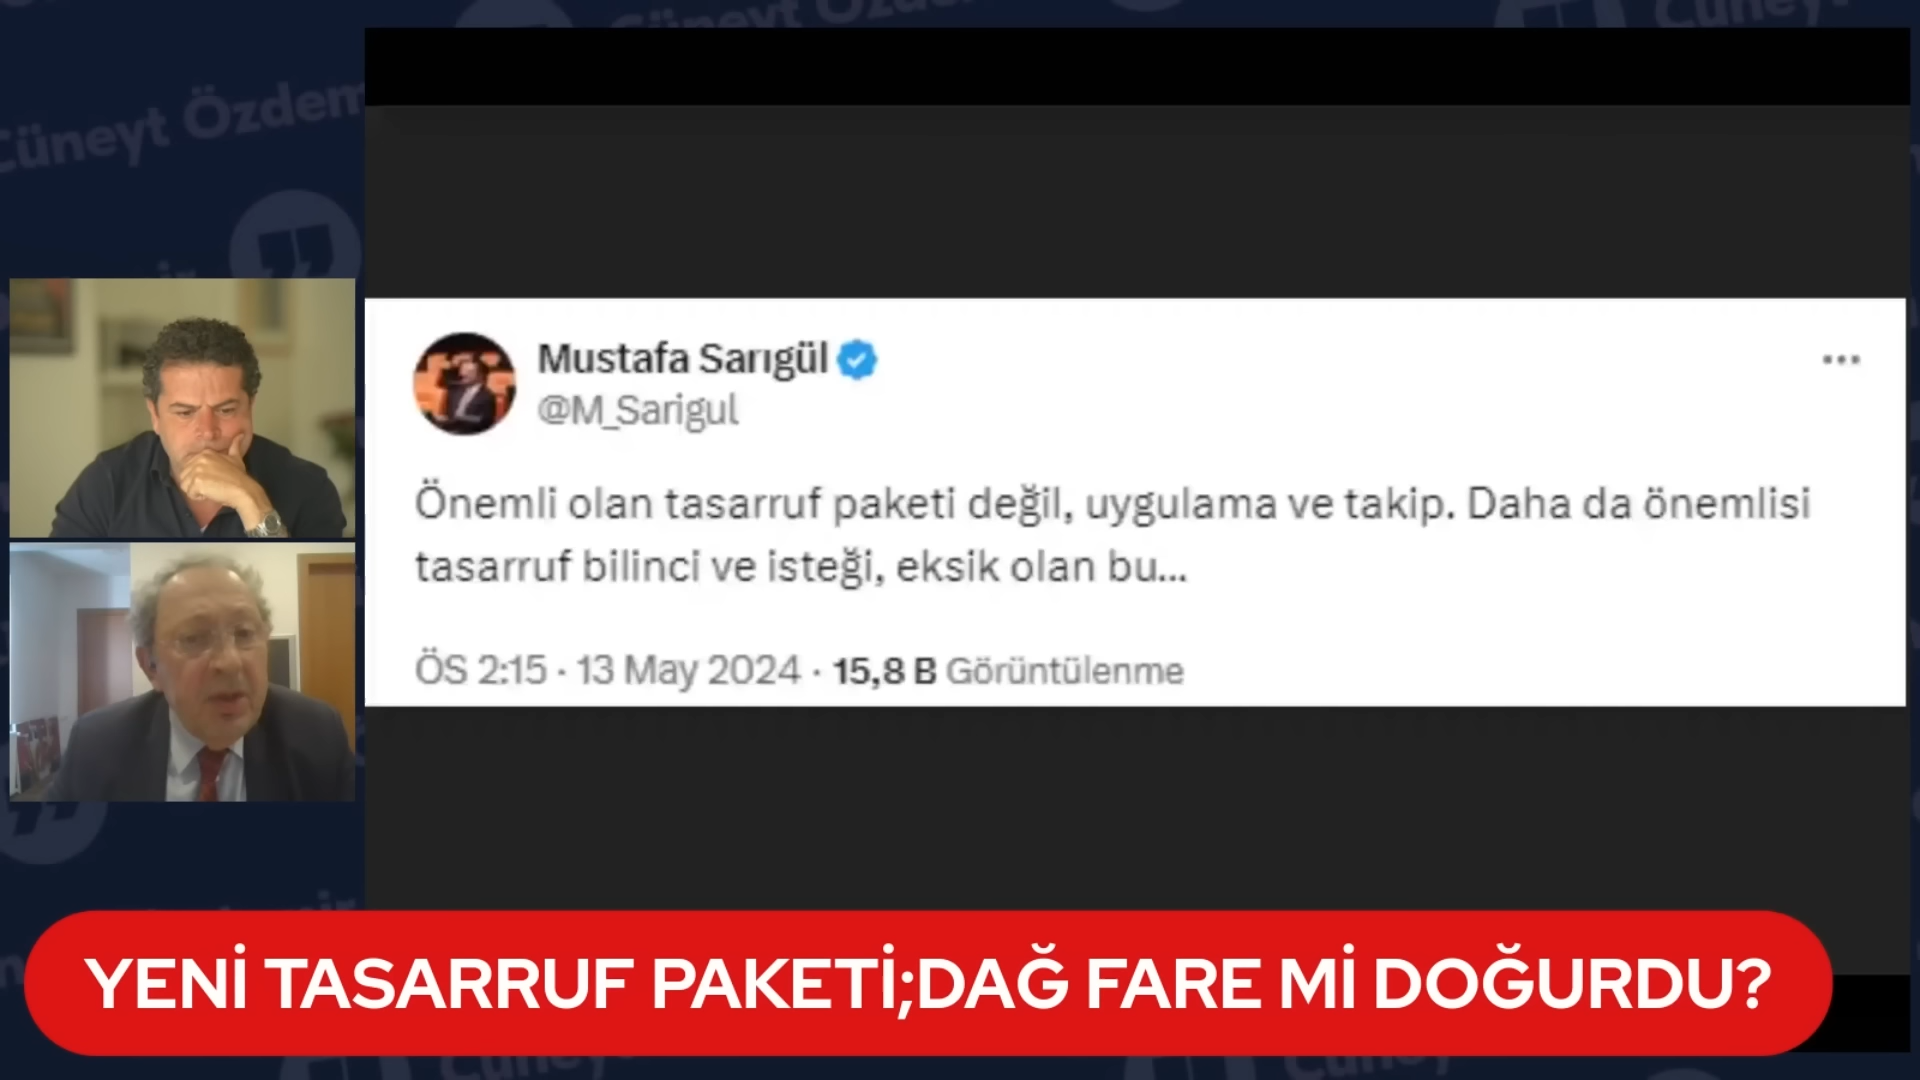 Cüneyt Özdem
Mustafa Sarıgül
@M_Sarigul
Önemli olan tasarruf paketi değil, uygulama ve takip. Daha da önemlisi
tasarruf bilinci ve isteği, eksik olan bu...
ÖS 2:15 · 13 May 2024 · 15,8 B Görüntülenme
YENİ TASARRUF PAKETİ;DAĞ FARE Mİ DOĞURDU?